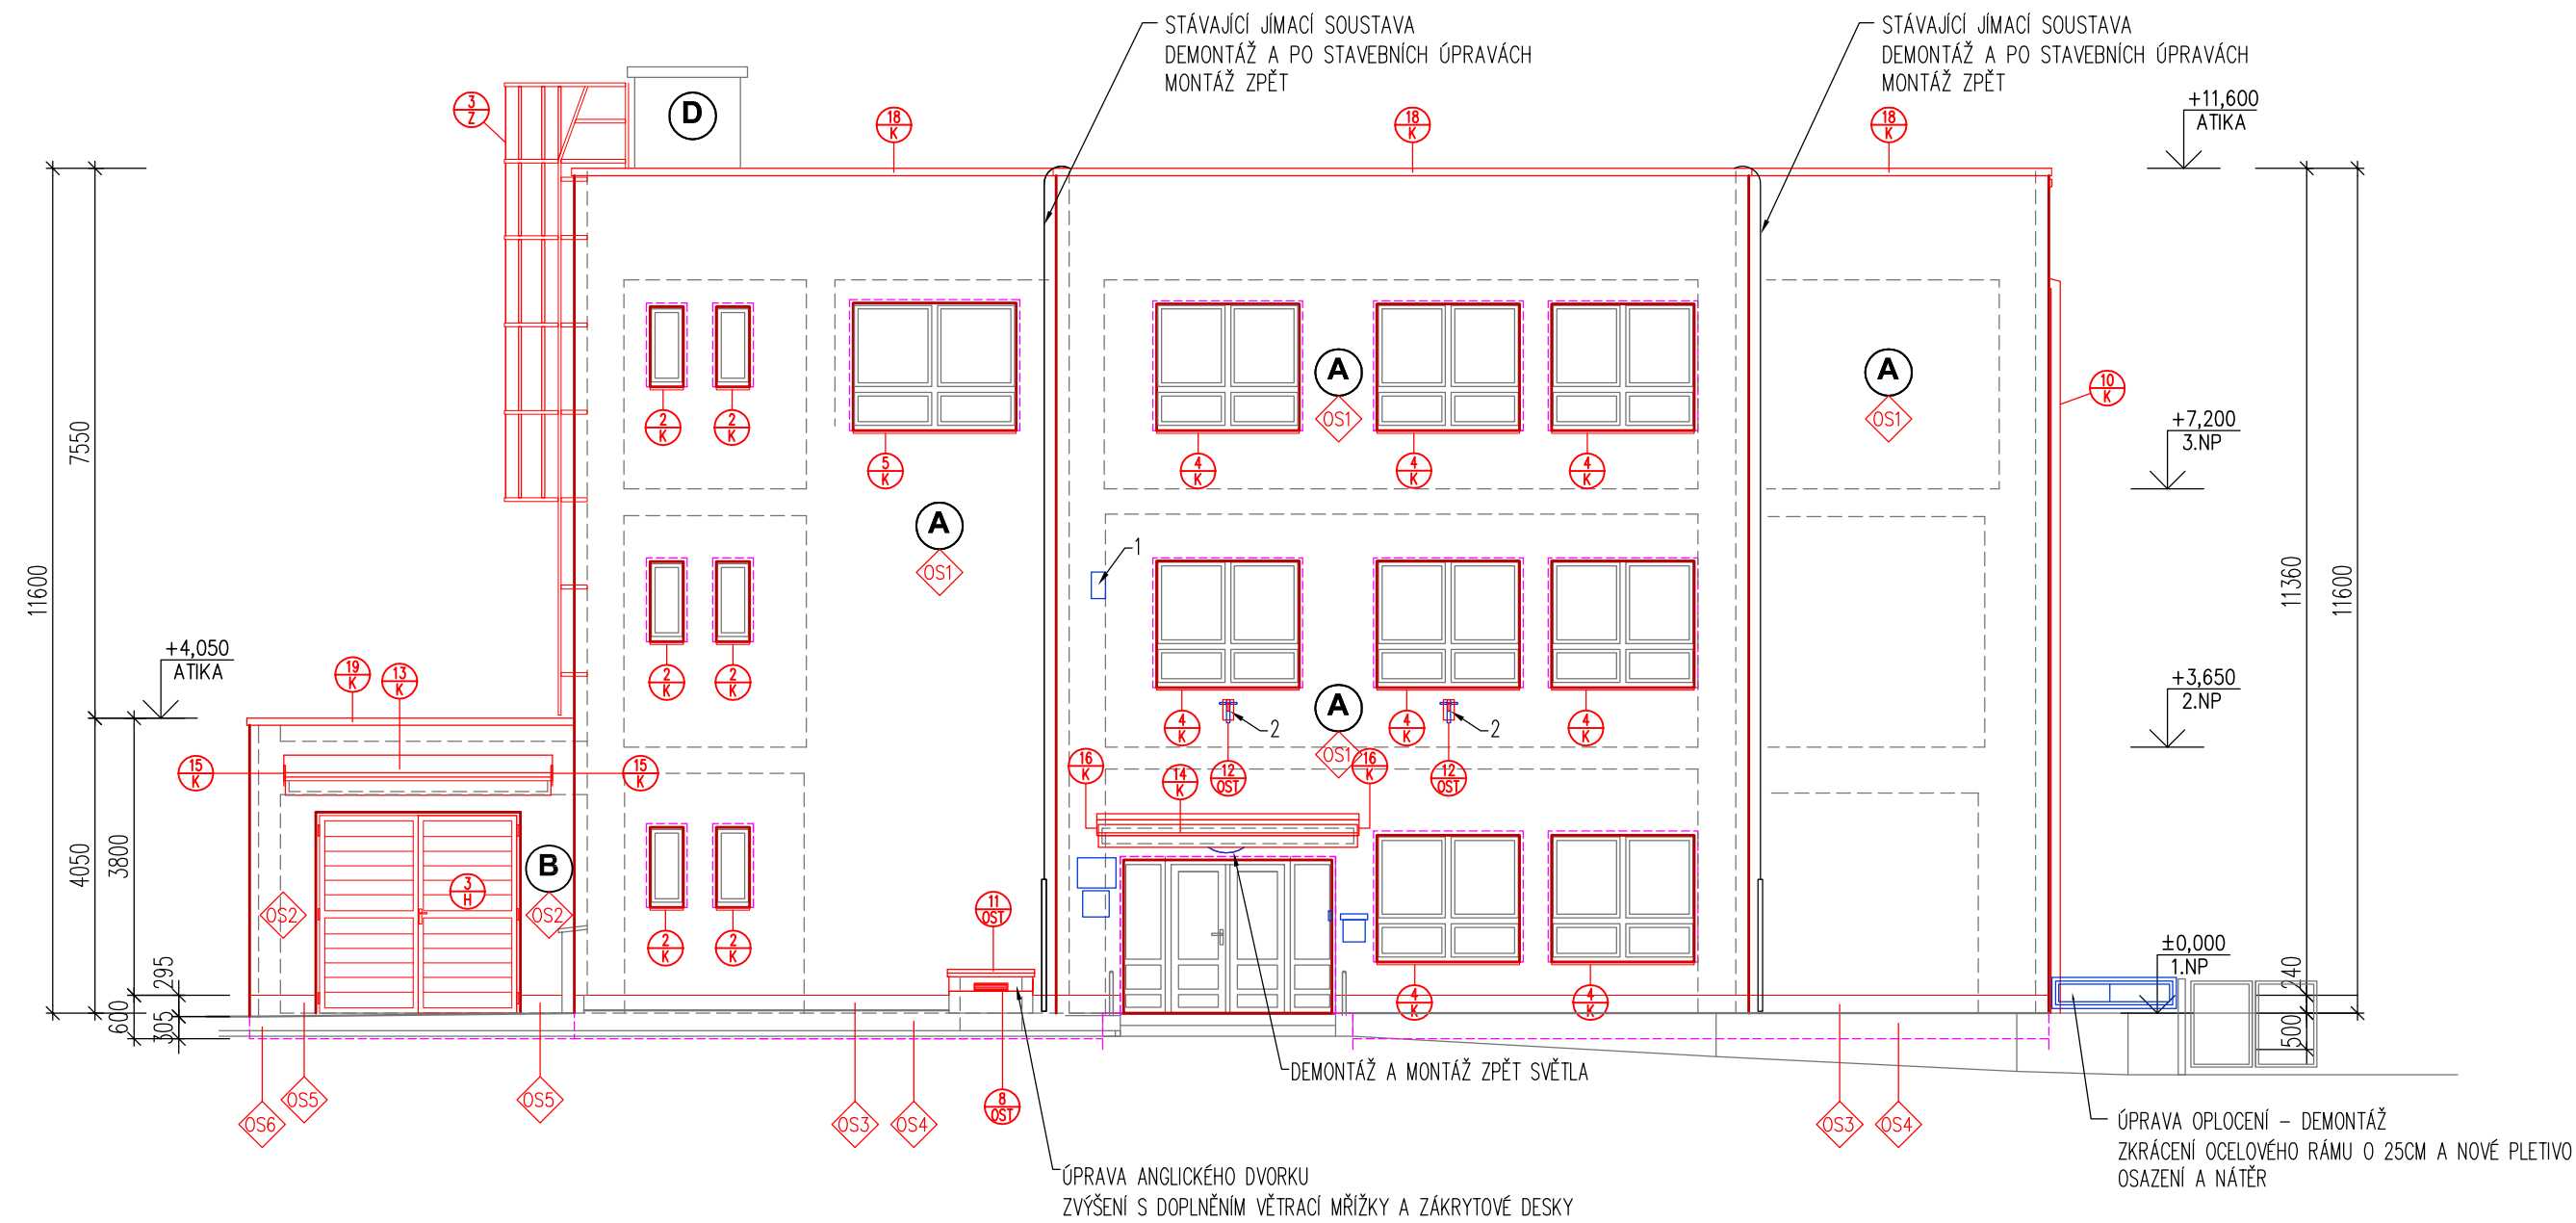 STÁVAJÍCÍ JÍMACÍ SOUSTAVA
DEMONTÁŽ A PO STAVEBNÍCH ÚPRAVÁCH
MONTÁŽ ZPĚT
STÁVAJÍCÍ JÍMACÍ SOUSTAVA
DEMONTÁŽ A PO STAVEBNÍCH ÚPRAVÁCH
MONTÁŽ ZPĚT
+11,600
ATIKA
3
Z
D
18
K
18
K
18
K
A
OS1
A
OS1
10
K
+7,200
3.NP
2
K
2
K
5
K
4
K
4
K
4
K
7550
A
OS1
1
11600
11360
11600
+4,050
ATIKA
19
K
13
K
2
K
2
K
4
K
2
4
K
2
4
K
A
OS1
+3,650
2.NP
15
K
15
K
16
K
14
K
12
OST
16
K
12
OST
4050
3800
B
3
H
OS2
OS2
11
OST
2
K
2
K
±0,000
1.NP
295
600
305
240
500
4
K
4
K
DEMONTÁŽ A MONTÁŽ ZPĚT SVĚTLA
OS6
OS5
OS5
OS3
OS4
8
OST
OS3
OS4
ÚPRAVA OPLOCENÍ – DEMONTÁŽ
ZKRÁCENÍ OCELOVÉHO RÁMU O 25CM A NOVÉ PLETIVO
OSAZENÍ A NÁTĚR
ÚPRAVA ANGLICKÉHO DVORKU
ZVÝŠENÍ S DOPLNĚNÍM VĚTRACÍ MŘÍŽKY A ZÁKRYTOVÉ DESKY